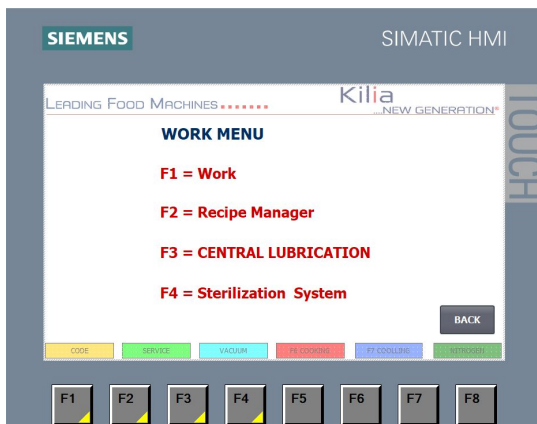 SIEMENS
SIMATIC HMI
LEADING FOOD MACHINES.......
Kilia
...NEW GENERATION®
TOUCH
WORK MENU
F1 = Work
F2 = Recipe Manager
F3 = CENTRAL LUBRICATION
F4 = Sterilization System
BACK
CODE SERVICE VACUUM F6 COOKING F7 COOLLING NITROGEN
F1 F2 F3 F4 F5 F6 F7 F8